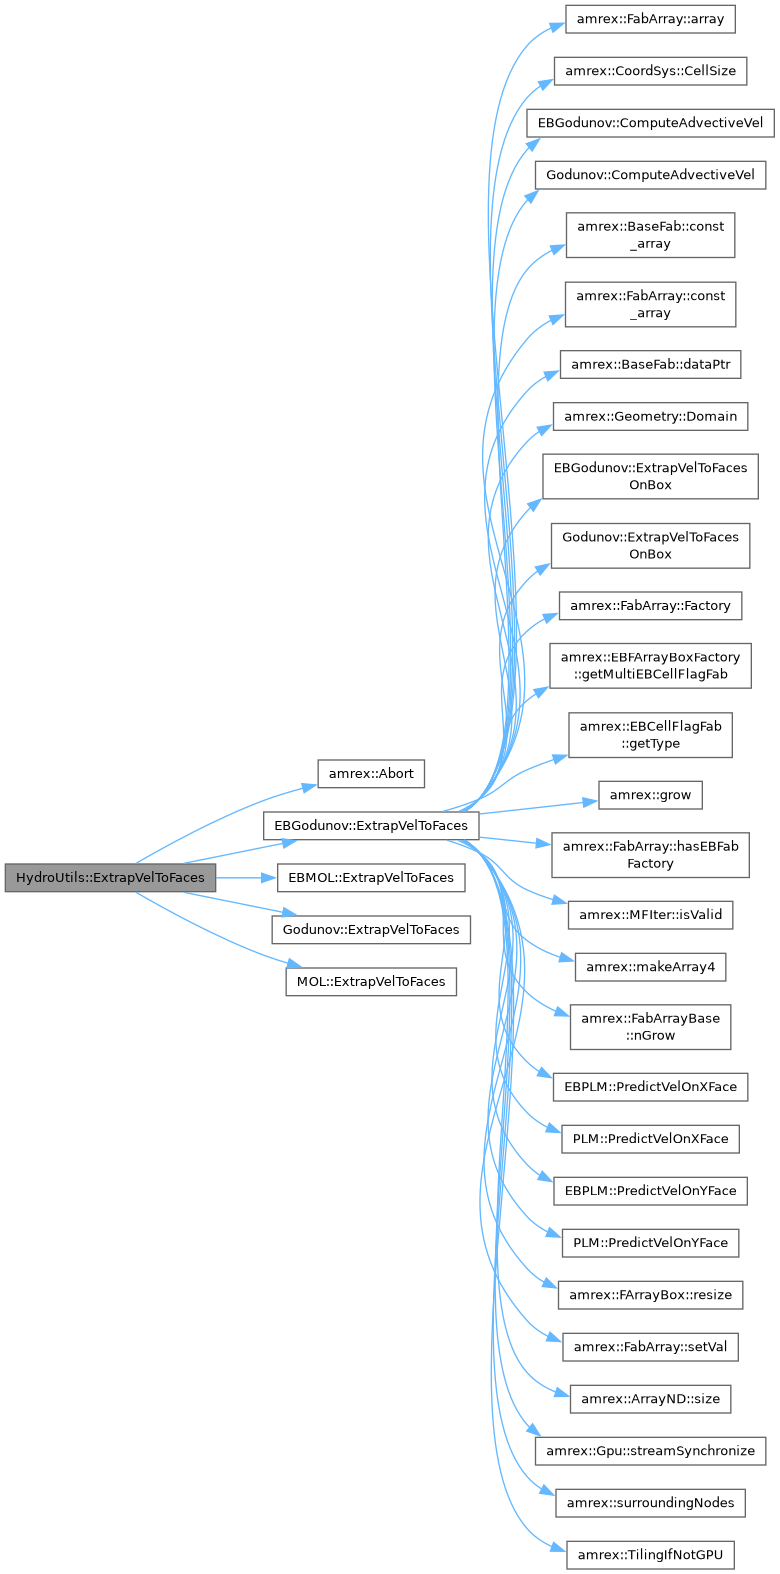 amrex::FabArray::array
amrex::CoordSys::CellSize
EBGodunov::ComputeAdvectiveVel
Godunov::ComputeAdvectiveVel
amrex::BaseFab::const
_array
amrex::FabArray::const
_array
amrex::BaseFab::dataPtr
amrex::Geometry::Domain
EBGodunov::ExtrapVelToFaces
OnBox
Godunov::ExtrapVelToFaces
OnBox
amrex::FabArray::Factory
amrex::EBFArrayBoxFactory
::getMultiEBCellFlagFab
amrex::EBCellFlagFab
::getType
amrex::Abort
amrex::grow
EBGodunov::ExtrapVelToFaces
amrex::FabArray::hasEBFab
Factory
HydroUtils::ExtrapVelToFaces
EBMOL::ExtrapVelToFaces
amrex::MFIter::isValid
Godunov::ExtrapVelToFaces
amrex::makeArray4
MOL::ExtrapVelToFaces
amrex::FabArrayBase
::nGrow
EBPLM::PredictVelOnXFace
PLM::PredictVelOnXFace
EBPLM::PredictVelOnYFace
PLM::PredictVelOnYFace
amrex::FArrayBox::resize
amrex::FabArray::setVal
amrex::ArrayND::size
amrex::Gpu::streamSynchronize
amrex::surroundingNodes
amrex::TilingIfNotGPU